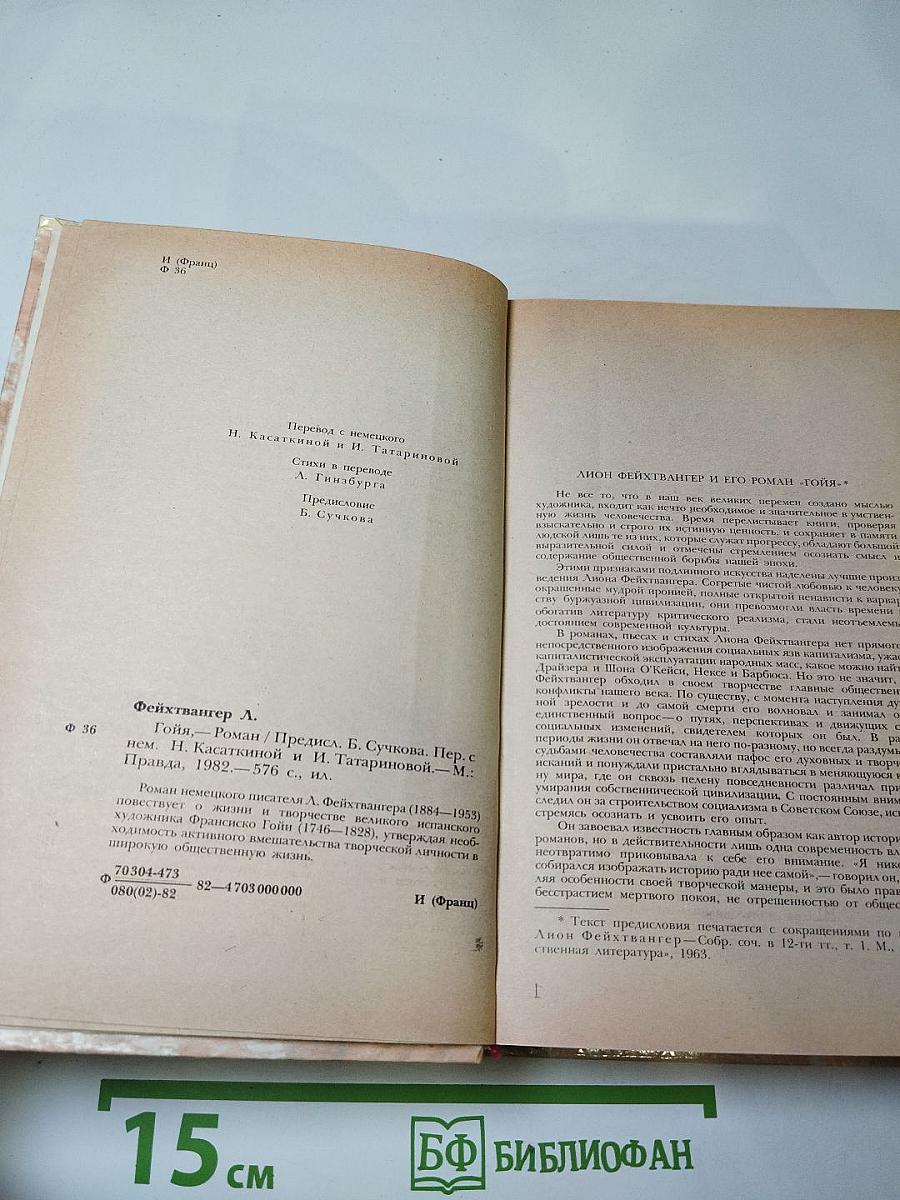 И (Франц)
Ф 36
Перевод с немецкого
Н. Касаткиной и И. Татариновой
Стихи в переводе
Л. Гинзбурга
Предисловие
Б. Сучкова
Фейхтвангер Л.
Ф 36
Гойя,— Роман / Предисл. Б. Сучкова. Пер. с
нем. Н. Касаткиной и И. Татариновой.— М.:
Правда, 1982.— 576 с., ил.
Роман немецкого писателя Л. Фейхтвангера (1884—1953)
повествует о жизни и творчестве великого испанского
художника Франсиско Гойи (1746—1828), утверждая необ-
ходимость активного вмешательства творческой личности в
широкую общественную жизнь.
Ф 70304-473
080(02)-82
82—4703000000
И (Франц)
ЛИОН ФЕЙХТВАНГЕР И ЕГО РОМАН «ГОЙЯ»*
Не все то, что в наш век великих перемен создано мыслью
художника, входит как нечто необходимое и значительное в умствен-
ную жизнь человечества. Время перелистывает книги, проверяя
взыскательно и строго их истинную ценность, и сохраняет в памяти
людской лишь те из них, которые служат прогрессу, обладают большой
выразительной силой и отмечены стремлением осознать смысл и
содержание общественной борьбы нашей эпохи.
Этими признаками подлинного искусства наделены лучшие произ
ведения Лиона Фейхтвангера. Согретые чистой любовью к человеку
окрашенные мудрой иронией, полные открытой ненависти к варвар
ству буржуазной цивилизации, они превозмогли власть времени
обогатив литературу критического реализма, стали неотъемлемы
достоянием современной культуры.
В романах, пьесах и стихах Лиона Фейхтвангера нет прямого
непосредственного изображения социальных язв капитализма, ужас
капиталистической эксплуатации народных масс, какое можно найт
Драйзера и Шона О'Кейси, Нексе и Барбюса. Но это не значит,
Фейхтвангер обходил в своем творчестве главные обществен
конфликты нашего века. По существу, с момента наступления ду
ной зрелости и до самой смерти его волновал и занимал о
единственный вопрос—о путях, перспективах и движущих с
социальных изменений, свидетелем которых он был. В ра
периоды жизни он отвечал на него по-разному, но всегда раздумь
судьбами человечества составляли пафос его духовных и творч
исканий и понуждали пристально вглядываться в меняющуюся к
ну мира, где он сквозь пелену повседневности различал при
умирания собственнической цивилизации. С постоянным вним
следил он за строительством социализма в Советском Союзе, иск
стремясь осознать и усвоить его опыт.
Он завоевал известность главным образом как автор истори
романов, но в действительности лишь одна современность вл
неотвратимо приковывала к себе его внимание. «Я ник
собирался изображать историю ради нее самой»,— говорил он,
ляя особенности своей творческой манеры, и это было прав
бесстрастием мертвого покоя, не отрешенностью от общес
* Текст предисловия печатается с сокращениями по
Лион Фейхтвангер—Собр. соч. в 12-ти тт., т. 1. М.,
ственная литература», 1963.
15 см
БФ БИБЛИОФАН